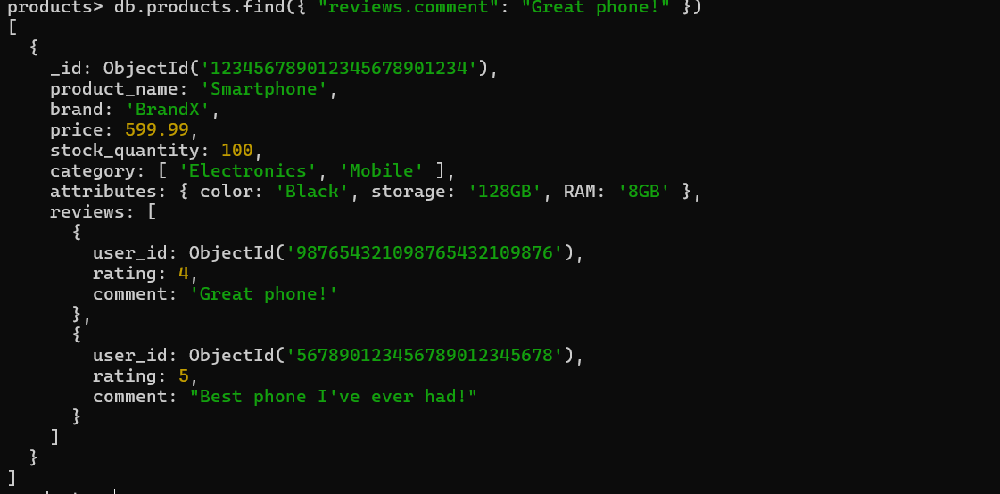 products> db.products.find({ "reviews.comment": "Great phone!" })
[
  {
    _id: ObjectId('123456789012345678901234'),
    product_name: 'Smartphone',
    brand: 'BrandX',
    price: 599.99,
    stock_quantity: 100,
    category: [ 'Electronics', 'Mobile' ],
    attributes: { color: 'Black', storage: '128GB', RAM: '8GB' },
    reviews: [
      {
        user_id: ObjectId('987654321098765432109876'),
        rating: 4,
        comment: 'Great phone!'
      },
      {
        user_id: ObjectId('567890123456789012345678'),
        rating: 5,
        comment: "Best phone I've ever had!"
      }
    ]
  }
]